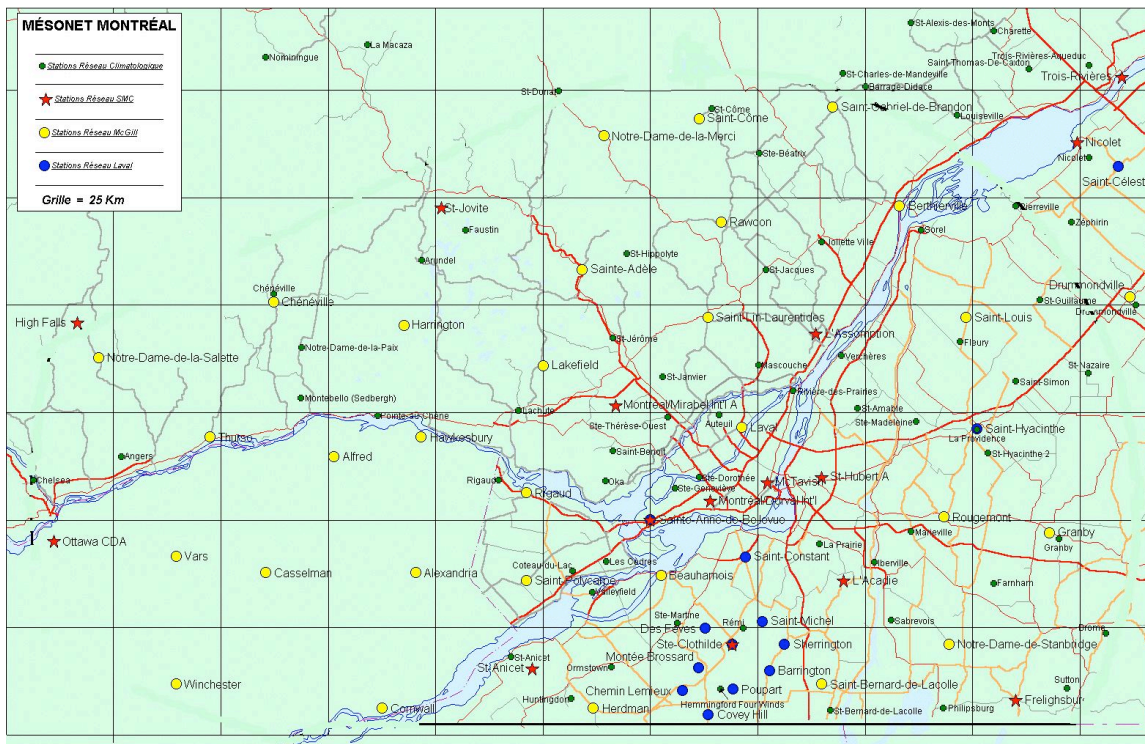 MÉSONET MONTRÉAL
Stations Réseau Climatologique
Stations Réseau SMC
Stations Réseau McGill
Stations Réseau Laval
Grille = 25 Km
St-Alexis-des-Monts
Charette
La Macaza
Nominingue
Trois-Rivières-Aqueduc
Saint-Thomas-De-Caxton
St-Charles-de-Mandeville
Trois-Rivières
Barrage-Didace
St-Donat
St-Côme
Saint-Gabriel-de-Brandon
Saint-Côme
Louiseville
Notre-Dame-de-la-Merci
Nicolet
Ste-Béatrix
Nicolet
Saint-Célest
St-Jovite
Berthierville
Pierreville
Rawcon
Zéphirin
Faustin
Sorel
Joliette Ville
St-Hippolyte
Arundel
Sainte-Adèle
St-Jacques
Chénéville
Drummondville
Chénéville
St-Guillaume
Drummondville
High Falls
Harrington
Saint-Lin-Laurentides
Saint-Louis
L'Assomption
St-Jérôme
Fleury
Notre-Dame-de-la-Paix
Notre-Dame-de-la-Salette
Verchères
Lakefield
Mascouche
St-Nazaire
St-Janvier
Saint-Simon
Rivière-des-Prairies
Montebello (Sedbergh)
Montréal/Mirabel Int'l A
Lachute
St-Amable
Pointe-au-Chêne
Ste-Thérèse-Ouest
Auteuil
Laval
Ste-Madeleine
Saint-Hyacinthe
Thurso
Hawkesbury
La Providence
Saint-Benoit
St-Hyacinthe 2
Angers
Alfred
Chelsea
Rigaud
Oka
Ste-Dorothée
St-Hubert A
McTavish
Ste-Geneviève
Rigaud
Montréal/Dorval Int'l
Sainte-Anne-de-Bellevue
Rougemont
Marieville
Granby
Granby
Ottawa CDA
La Prairie
Vars
Saint-Constant
Les Cèdres
Iberville
Coteau-du-Lac
Casselman
Alexandria
Saint-Polycarpe
Beauharnois
L'Acadie
Farnham
Valleyfield
Ste-Martine
Saint-Michel
Sabrevois
Des Fèves
Rémi
Brome
Ste-Clothilde
Sherrington
Notre-Dame-de-Stanbridge
St-Anicet
Montée Brossard
St-Anicet
Ormstown
Barrington
Winchester
Saint-Bernard-de-Lacolle
Sutton
Chemin Lemieux
Poupart
Huntingdon
Frelighsbur
Hemmingford Four Winds
Cornwall
Herdman
St-Bernard-de-Lacolle
Philipsburg
Covey Hill